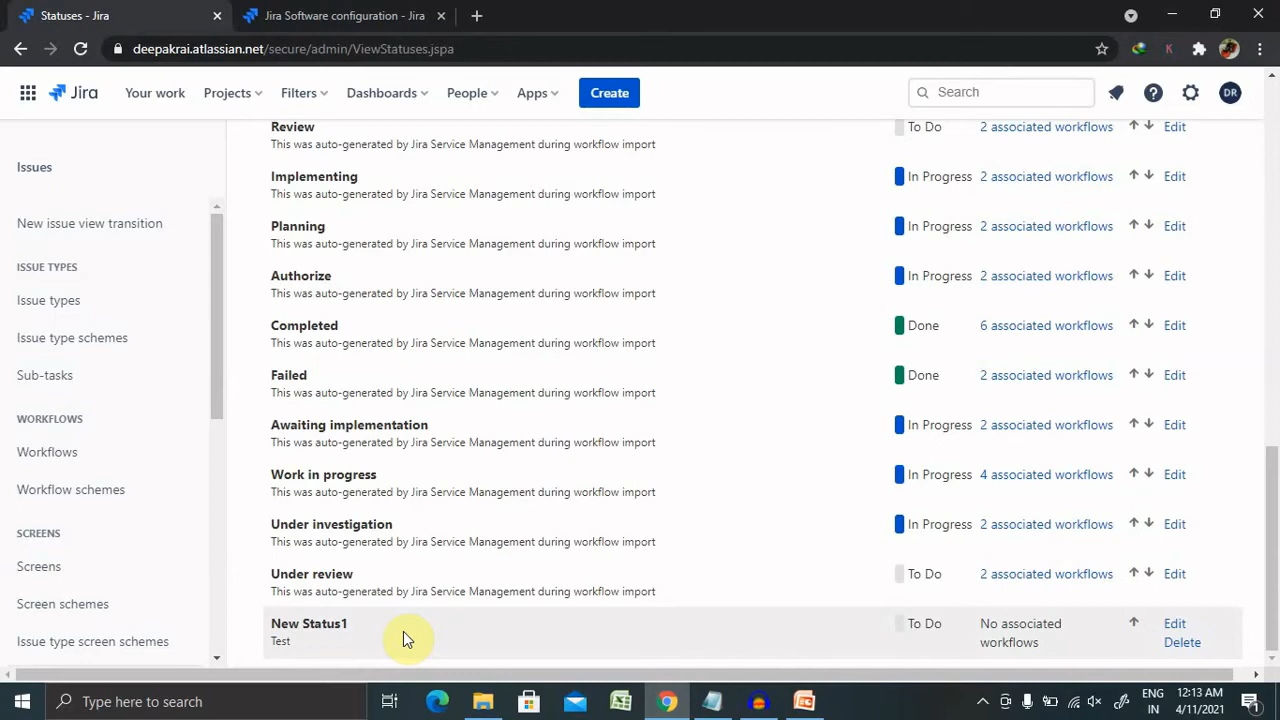 Statuses - Jira
Jira Software configuration - Jira
deepakrai.atlassian.net/secure/admin/ViewStatuses.jspa
K
Jira
Your work
Projects
Filters
Dashboards
People
Apps
Create
Search
DR
Issues
New issue view transition
ISSUE TYPES
Issue types
Issue type schemes
Sub-tasks
WORKFLOWS
Workflows
Workflow schemes
SCREENS
Screens
Screen schemes
Issue type screen schemes
Review
This was auto-generated by Jira Service Management during workflow import
To Do
2 associated workflows
Edit
Implementing
This was auto-generated by Jira Service Management during workflow import
In Progress
2 associated workflows
Edit
Planning
This was auto-generated by Jira Service Management during workflow import
In Progress
2 associated workflows
Edit
Authorize
This was auto-generated by Jira Service Management during workflow import
In Progress
2 associated workflows
Edit
Completed
This was auto-generated by Jira Service Management during workflow import
Done
6 associated workflows
Edit
Failed
This was auto-generated by Jira Service Management during workflow import
Done
2 associated workflows
Edit
Awaiting implementation
This was auto-generated by Jira Service Management during workflow import
In Progress
2 associated workflows
Edit
Work in progress
This was auto-generated by Jira Service Management during workflow import
In Progress
4 associated workflows
Edit
Under investigation
This was auto-generated by Jira Service Management during workflow import
In Progress
2 associated workflows
Edit
Under review
This was auto-generated by Jira Service Management during workflow import
To Do
2 associated workflows
Edit
New Status1
Test
To Do
No associated
workflows
Edit
Delete
Type here to search
ENG
IN
12:13 AM
4/11/2021
1